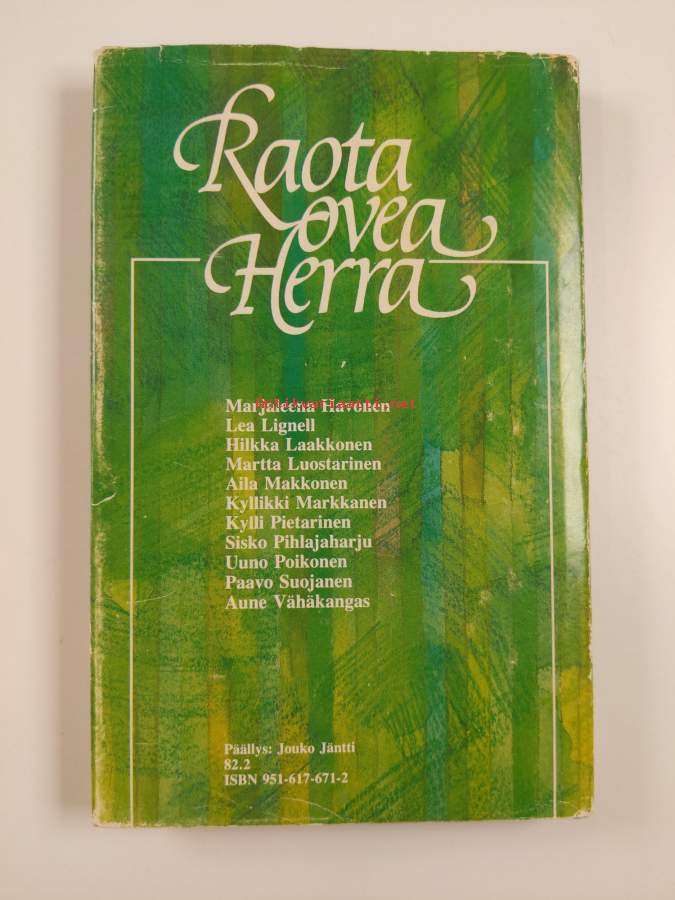 Raota
ovea
Herra
Marjaleena Havonen
Lea Lignell
Hilkka Laakkonen
Martta Luostarinen
Aila Makkonen
Kyllikki Markkanen
Kylli Pietarinen
Sisko Pihlajaharju
Uuno Poikonen
Paavo Suojanen
Aune Vähäkangas
Päällys: Jouko Jäntti
82.2
ISBN 951-617-671-2